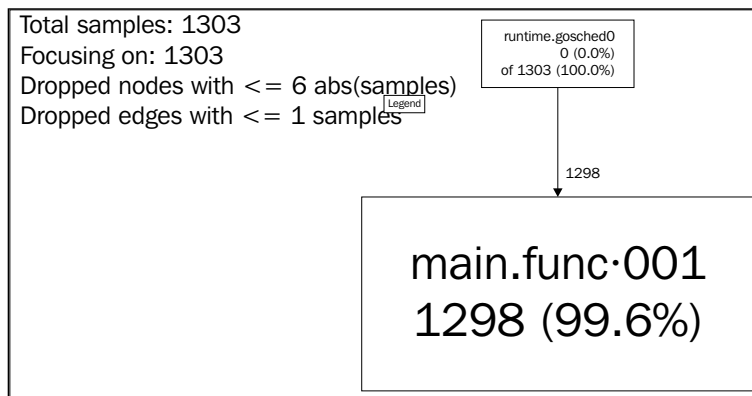 Total samples: 1303
Focusing on: 1303
Dropped nodes with <= 6 abs(samples)
Legend
Dropped edges with <= 1 samples
runtime.gosched0
0 (0.0%)
of 1303 (100.0%)
1298
main.func·001
1298 (99.6%)